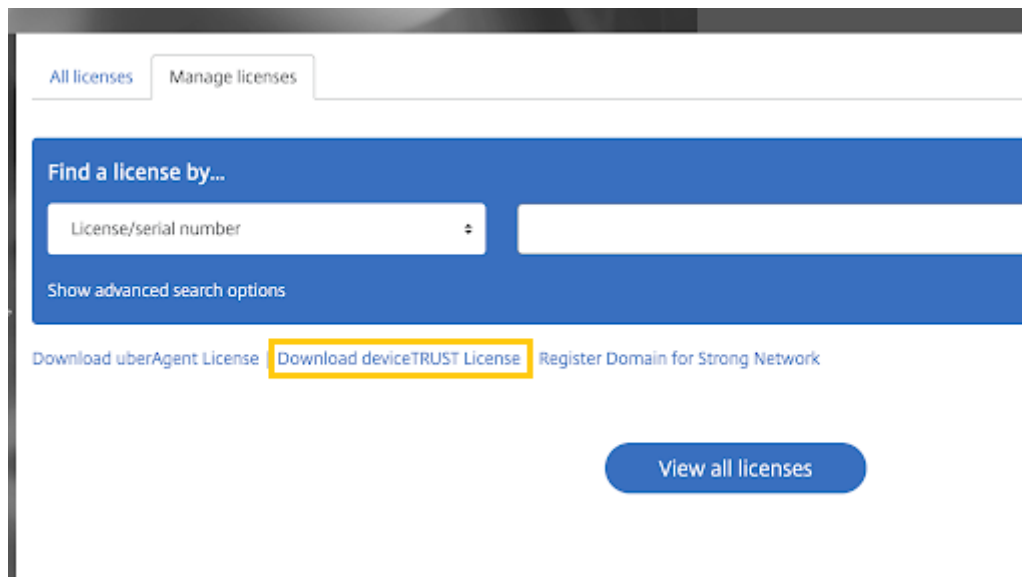 All licenses Manage licenses
Find a license by...
License/serial number
Show advanced search options
Download uberAgent License | Download deviceTRUST License Register Domain for Strong Network
View all licenses